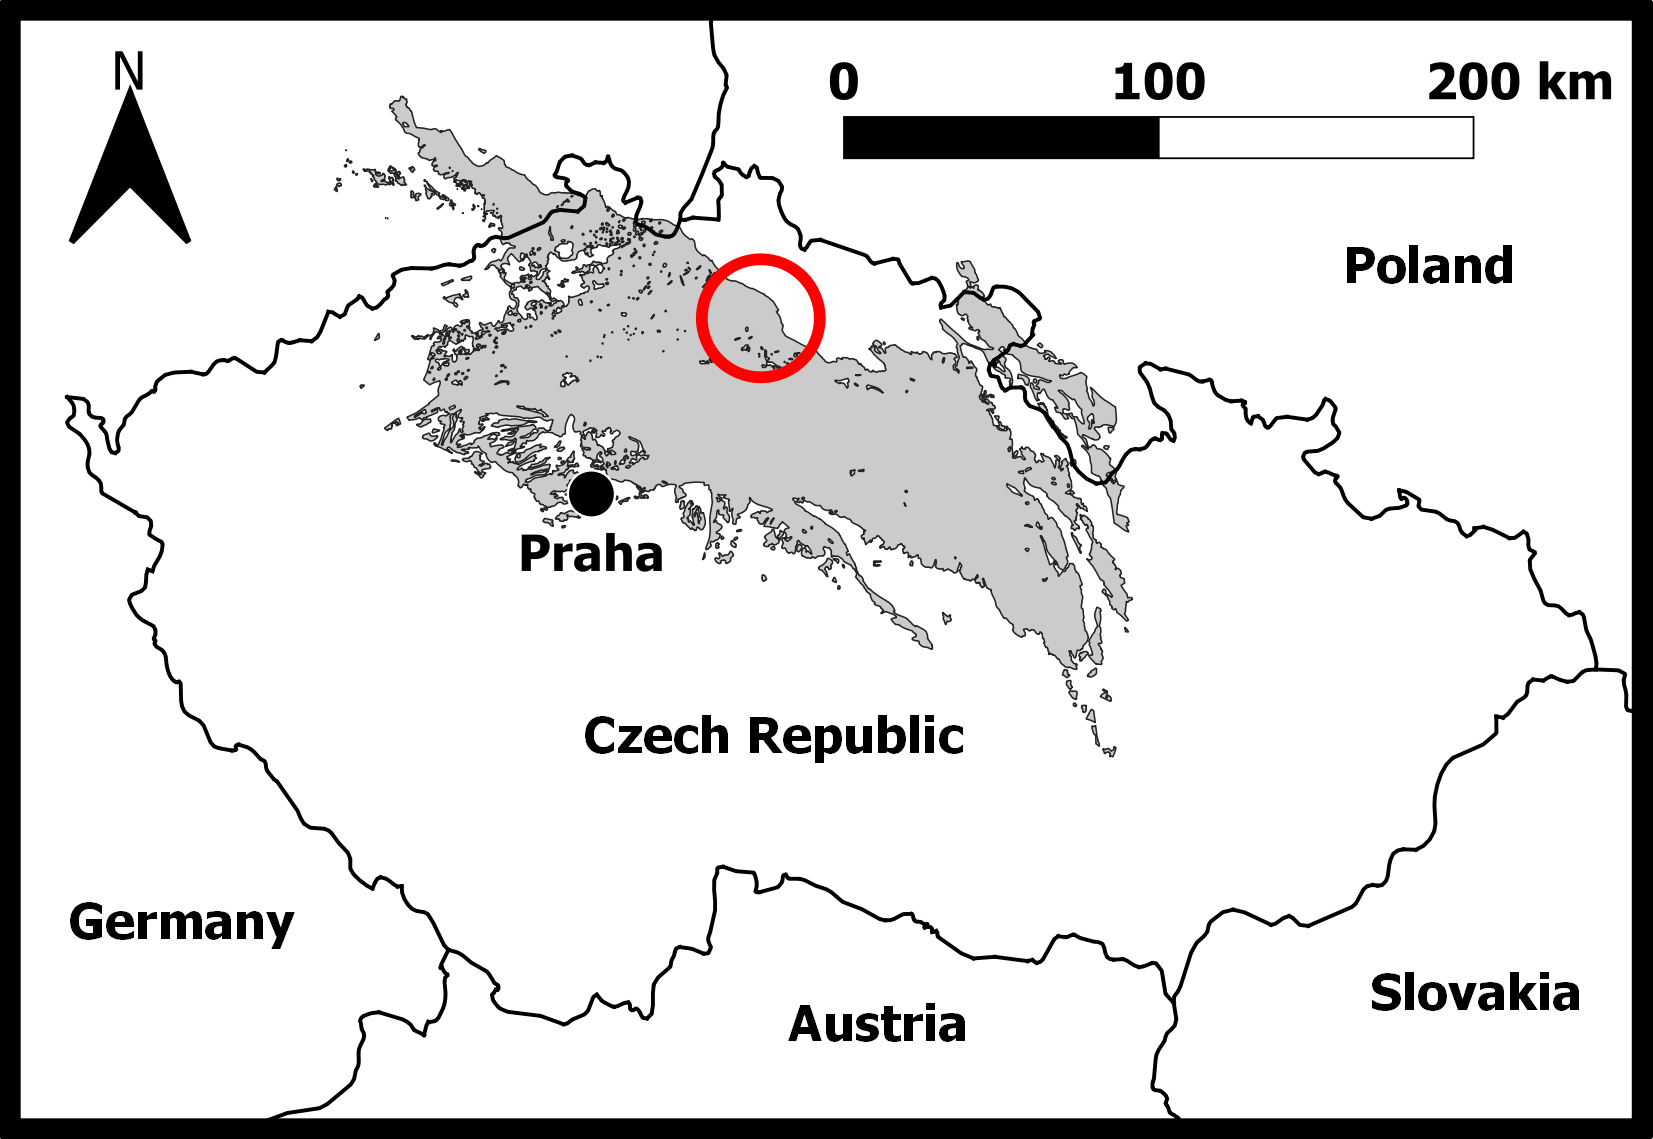 N
0 100 200 km
Poland
Praha
Czech Republic
Germany
Slovakia
Austria